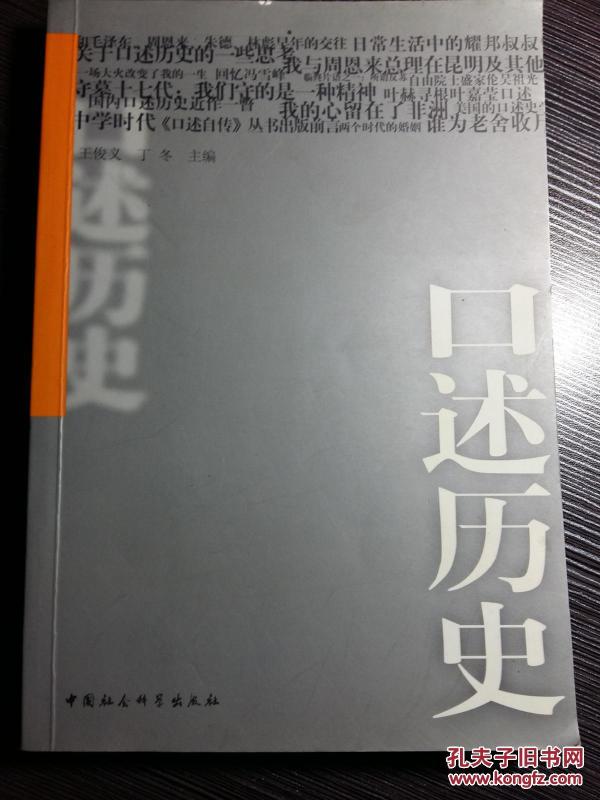 和毛泽东、周恩来、朱德、林彪早年的交往 日常生活中的耀邦叔叔
关于口述历史的一些思考
我与周恩来总理在昆明及其他
一场大火改变了我的一生 回忆冯雪峰
自由院士盛家伦吴祖光
守墓十七代：我们守的是一种精神 叶赫寻根叶嘉莹口述
国内口述历史近作一瞥 我的心留在了非洲 美国的口述史
中学时代《口述自传》丛书出版前言 两个时代的婚姻 谁为老舍收尸
王俊义 丁冬 主编
述历史
口述历史
中国社会科学出版社
孔夫子旧书网
www.kongfz.com